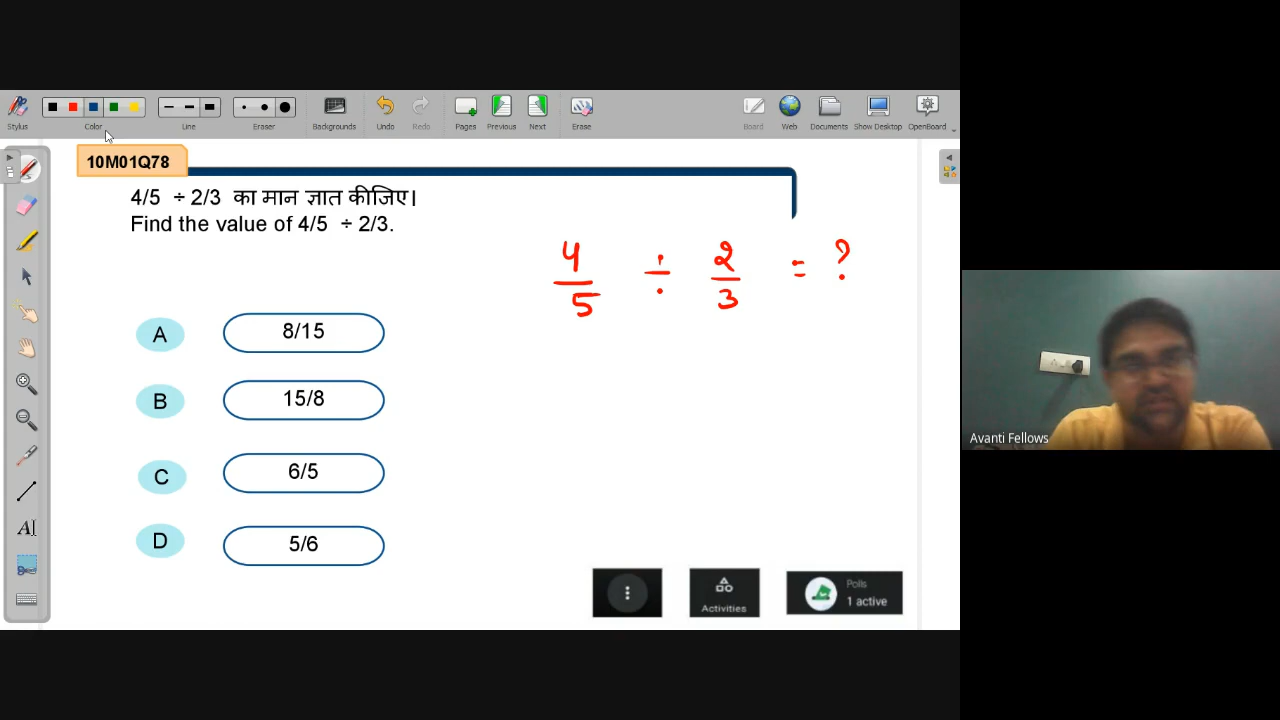 Stylus
Color
Line
Eraser
Backgrounds
Undo
Redo
Pages
Previous
Next
Erase
Board
Web
Documents
Show Desktop
OpenBoard
10M01Q78
4/5 ÷ 2/3 का मान ज्ञात कीजिए।
Find the value of 4/5 ÷ 2/3.
4/5 ÷ 2/3 = ?
A 8/15
B 15/8
C 6/5
D 5/6
Activities
Polls
1 active
Avanti Fellows